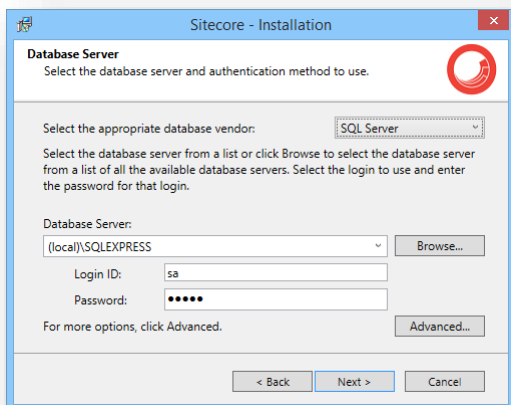 Sitecore - Installation
Database Server
Select the database server and authentication method to use.
Select the appropriate database vendor:
SQL Server
Select the database server from a list or click Browse to select the database server
from a list of all the available database servers. Select the login to use and enter
the password for that login.
Database Server:
(local)\SQLEXPRESS
Browse...
Login ID:
sa
Password:
●●●●●
For more options, click Advanced.
Advanced...
< Back
Next >
Cancel